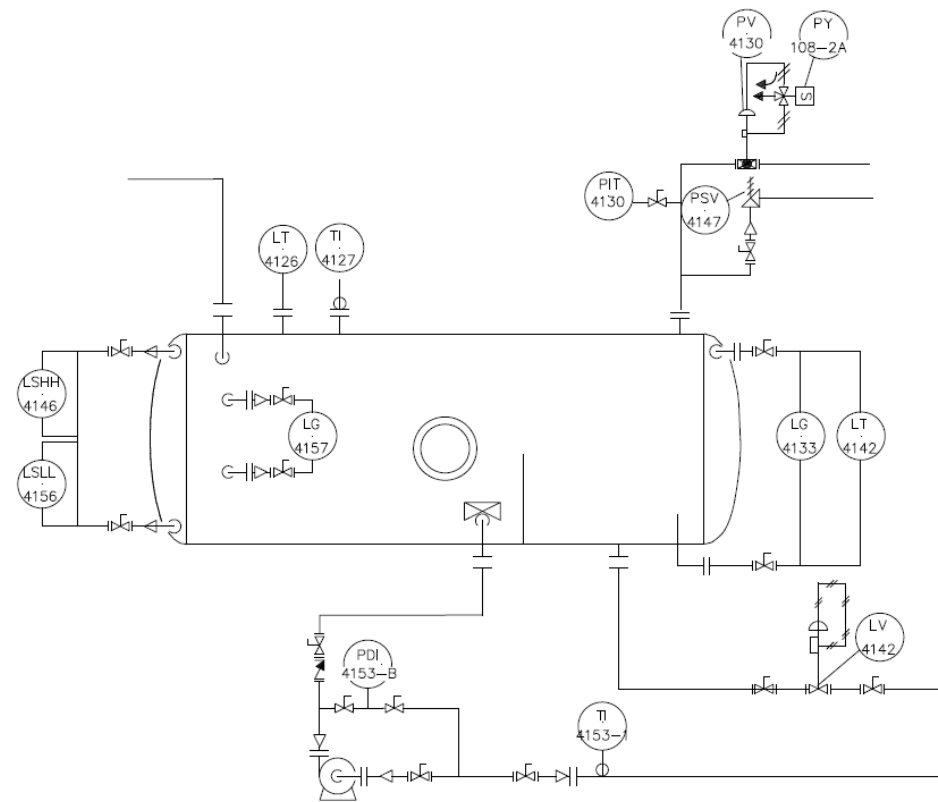 PV
4130
PY
108-2A
S
PIT
4130
PSV
4147
LT
4126
TI
4127
LSHH
4146
LG
4157
LG
4133
LT
4142
LSLL
4156
LV
4142
PDI
4153-B
TI
4153-1